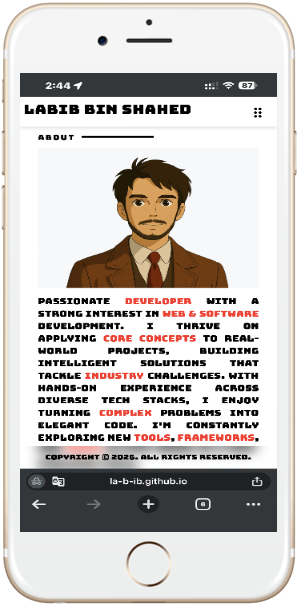 2:44
87
LABIB BIN SHAHED
ABOUT
PASSIONATE DEVELOPER WITH A
STRONG INTEREST IN WEB & SOFTWARE
DEVELOPMENT. I THRIVE ON
APPLYING CORE CONCEPTS TO REAL-
WORLD PROJECTS, BUILDING
INTELLIGENT SOLUTIONS THAT
TACKLE INDUSTRY CHALLENGES. WITH
HANDS-ON EXPERIENCE ACROSS
DIVERSE TECH STACKS, I ENJOY
TURNING COMPLEX PROBLEMS INTO
ELEGANT CODE. I'M CONSTANTLY
EXPLORING NEW TOOLS, FRAMEWORKS,
COPYRIGHT © 2026. ALL RIGHTS RESERVED.
la-b-ib.github.io
6